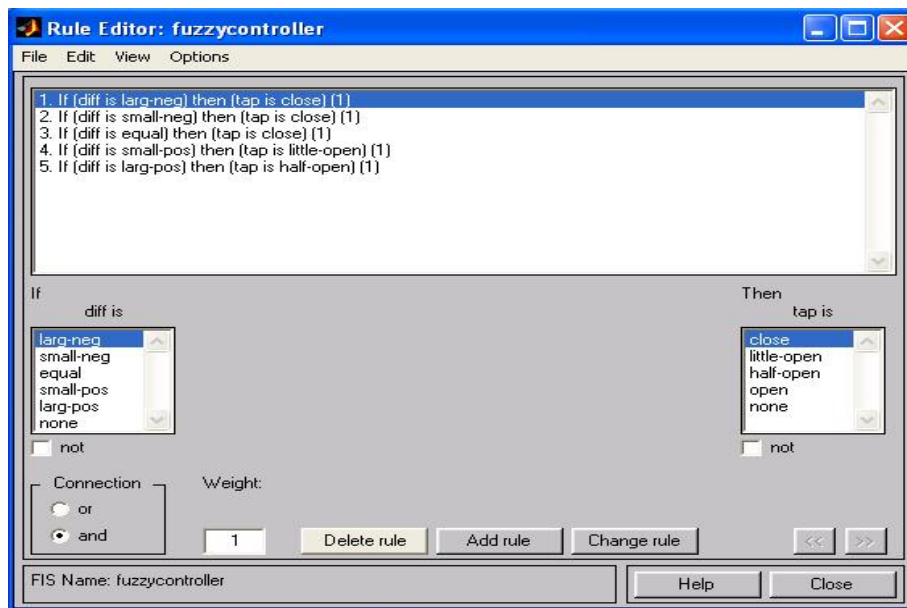 Rule Editor: fuzzycontroller
File Edit View Options
1. If (diff is larg-neg) then (tap is close) (1)
2. If (diff is small-neg) then (tap is close) (1)
3. If (diff is equal) then (tap is close) (1)
4. If (diff is small-pos) then (tap is little-open) (1)
5. If (diff is larg-pos) then (tap is half-open) (1)
If
diff is
larg-neg
small-neg
equal
small-pos
larg-pos
none
not
Then
tap is
close
little-open
half-open
open
none
not
Connection
or
and
Weight:
1
Delete rule Add rule Change rule << >>
FIS Name: fuzzycontroller
Help Close